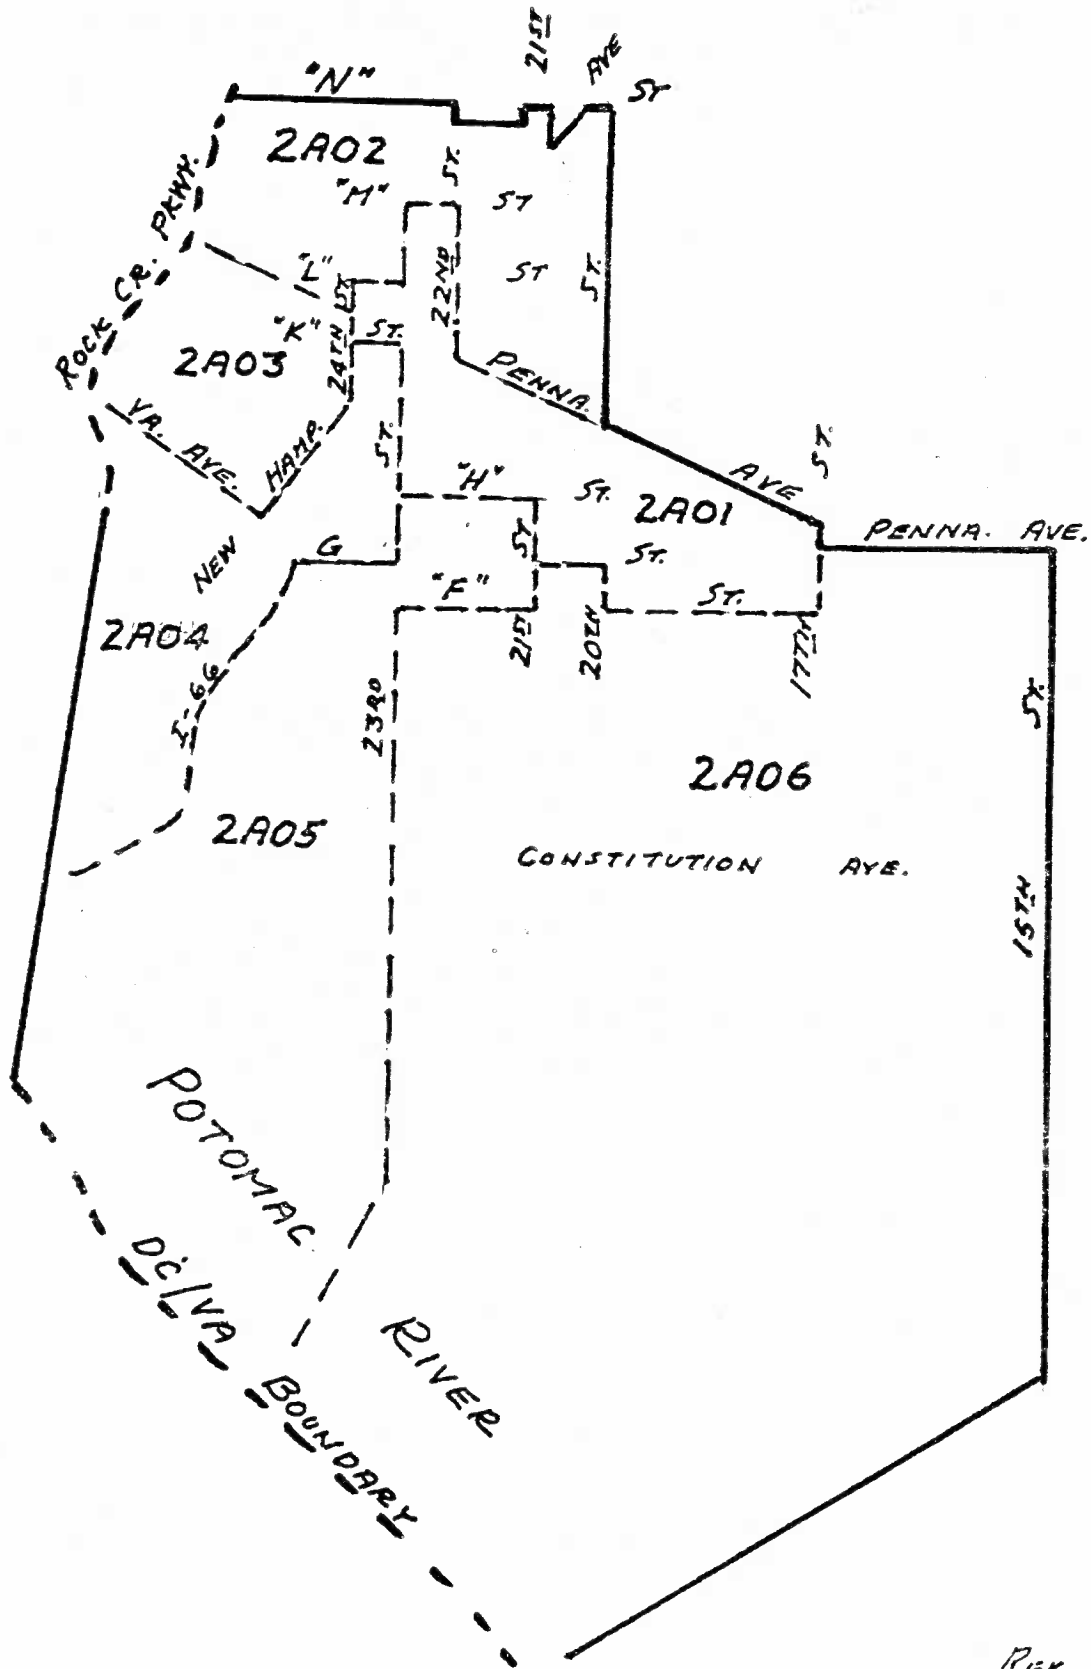 21ST
AVE
"N"
ST
2A02
ST.
"M"
ST
PKWY.
"L"
ST
ST
22ND
ST.
CR.
"K"
ST.
24TH
ROCK
2A03
PENNA.
VA. AVE.
HAMP.
ST.
ST.
"H"
ST.
AVE
2A01
PENNA. AVE.
ST
ST.
G
NEW
"F"
ST.
21ST
20TH
17TH
2A04
I-66
23RD
ST.
2A06
2A05
CONSTITUTION AVE.
15TH
POTOMAC
RIVER
DC/VA
BOUNDARY